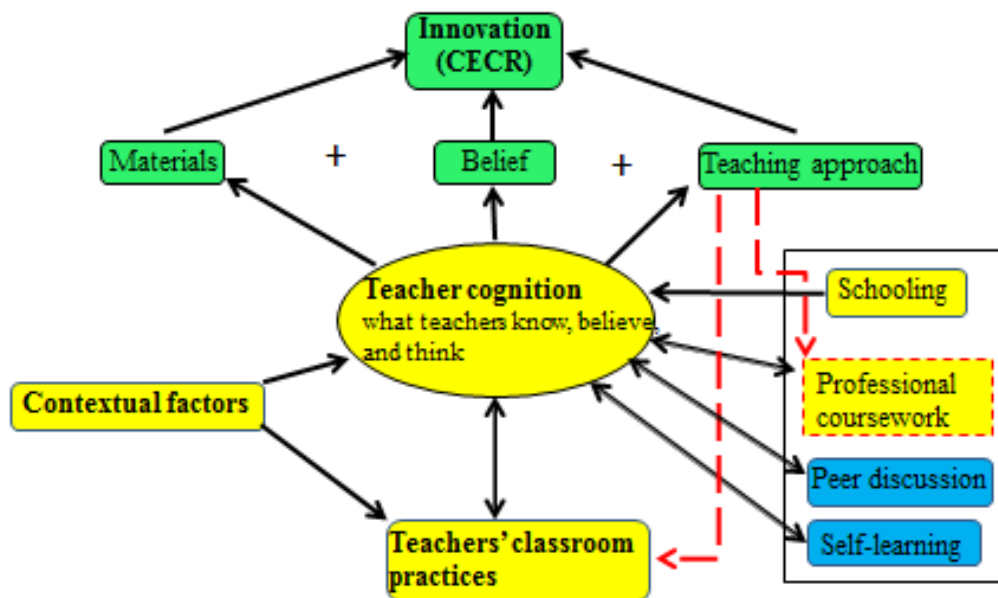 Innovation
(CECR)
Materials
+
Belief
+
Teaching approach
Teacher cognition
what teachers know, believe,
and think
Schooling
Professional
coursework
Contextual factors
Peer discussion
Self-learning
Teachers’ classroom
practices